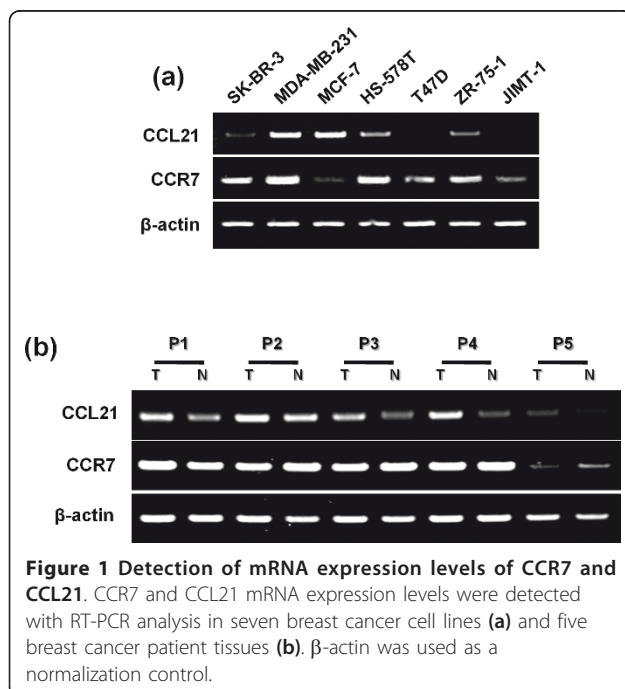 (a)
SK-BR-3 MDA-MB-231 MCF-7 HS-578T T47D ZR-75-1 JIMT-1
CCL21
CCR7
β-actin
(b)
P1 P2 P3 P4 P5
T N T N T N T N T N
CCL21
CCR7
β-actin
Figure 1 Detection of mRNA expression levels of CCR7 and
CCL21. CCR7 and CCL21 mRNA expression levels were detected
with RT-PCR analysis in seven breast cancer cell lines (a) and five
breast cancer patient tissues (b). β-actin was used as a
normalization control.